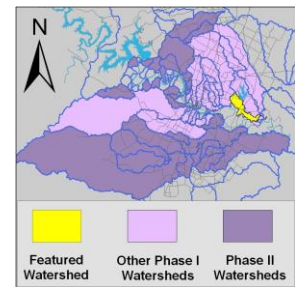 N
Featured
Watershed
Other Phase I
Watersheds
Phase II
Watersheds